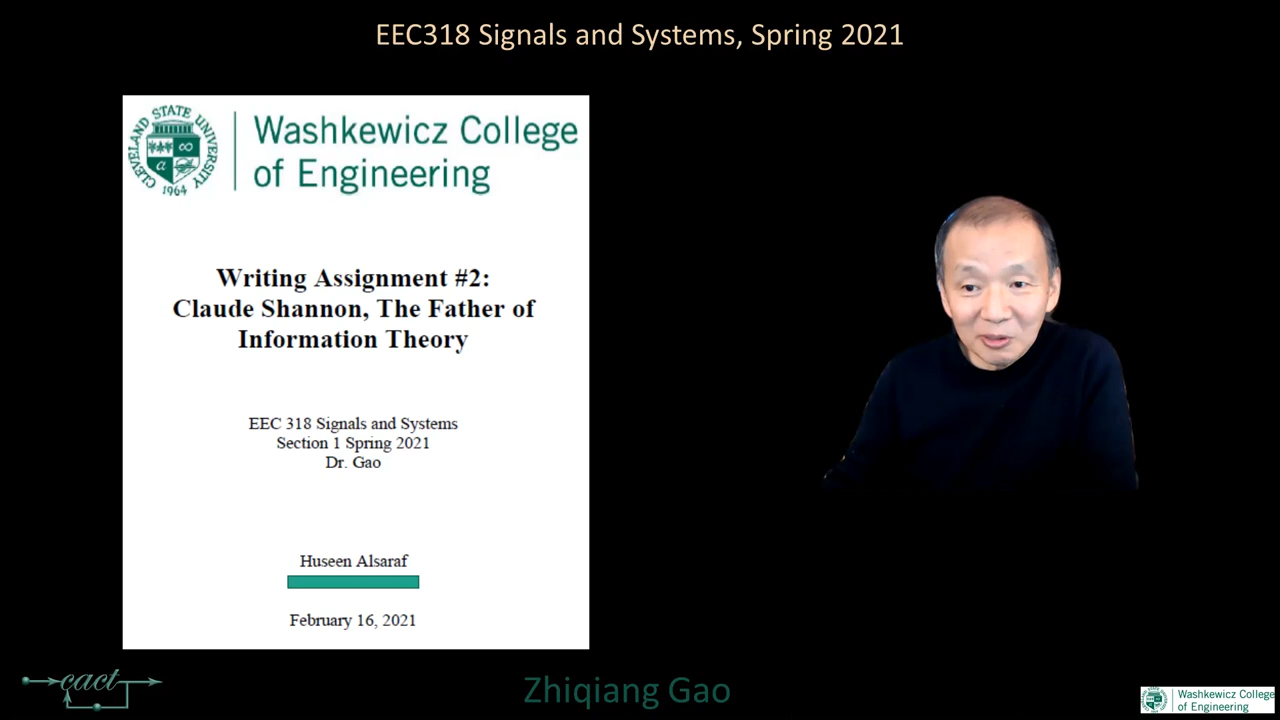 EEC318 Signals and Systems, Spring 2021
CLEVELAND STATE UNIVERSITY
1964
Washkewicz College
of Engineering
Writing Assignment #2:
Claude Shannon, The Father of
Information Theory
EEC 318 Signals and Systems
Section 1 Spring 2021
Dr. Gao
Huseen Alsaraf
February 16, 2021
cact
Zhiqiang Gao
Washkewicz College
of Engineering